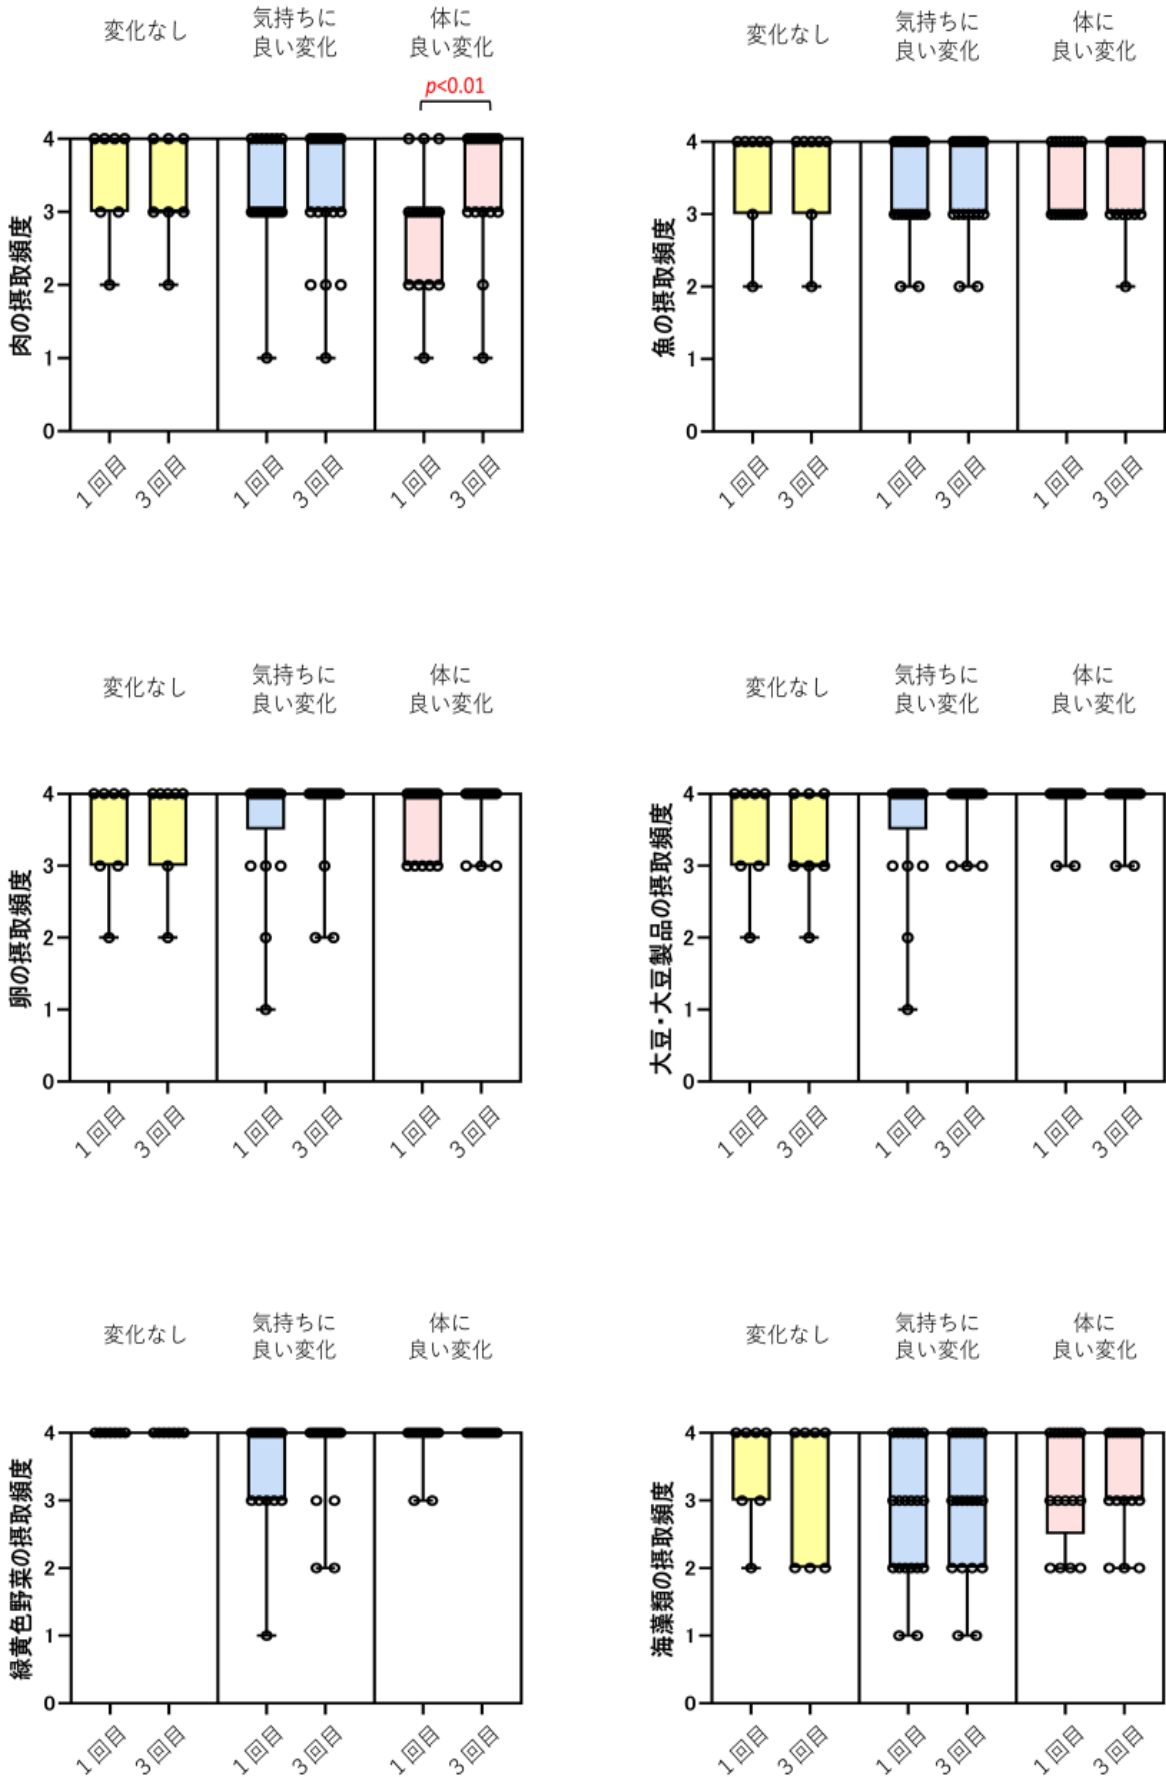 変化なし
気持ちに
良い変化
体に
良い変化
p<0.01
肉の摂取頻度
4
3
2
1
0
1回目
3回目
1回目
3回目
1回目
3回目
変化なし
気持ちに
良い変化
体に
良い変化
魚の摂取頻度
4
3
2
1
0
1回目
3回目
1回目
3回目
1回目
3回目
変化なし
気持ちに
良い変化
体に
良い変化
卵の摂取頻度
4
3
2
1
0
1回目
3回目
1回目
3回目
1回目
3回目
変化なし
気持ちに
良い変化
体に
良い変化
大豆・大豆製品の摂取頻度
4
3
2
1
0
1回目
3回目
1回目
3回目
1回目
3回目
変化なし
気持ちに
良い変化
体に
良い変化
緑黄色野菜の摂取頻度
4
3
2
1
0
1回目
3回目
1回目
3回目
1回目
3回目
変化なし
気持ちに
良い変化
体に
良い変化
海藻類の摂取頻度
4
3
2
1
0
1回目
3回目
1回目
3回目
1回目
3回目